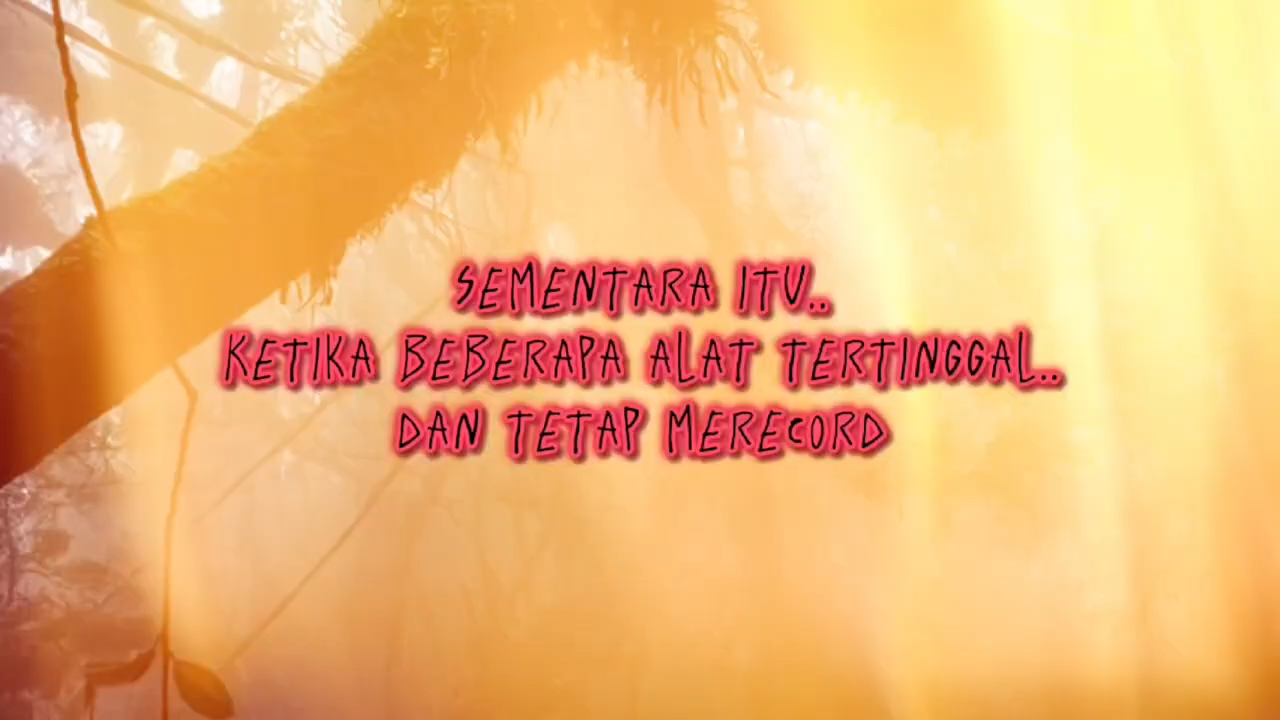 SEMENTARA ITU..
KETIKA BEBERAPA ALAT TERTINGGAL..
DAN TETAP MERECORD